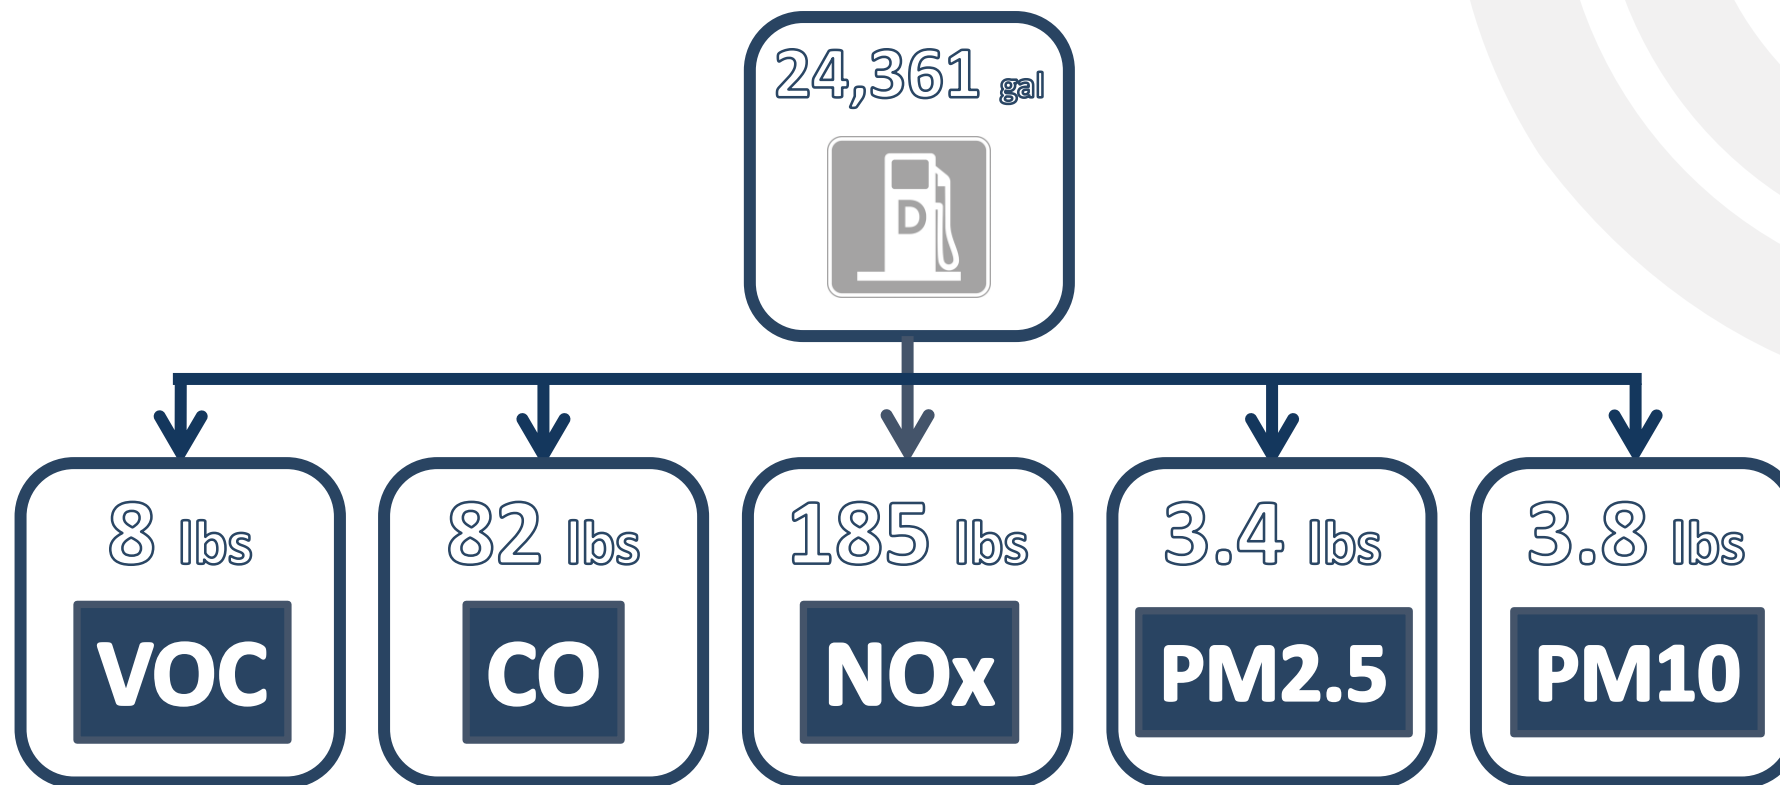 24,361 gal
D
8 lbs
VOC
82 lbs
CO
185 lbs
NOx
3.4 lbs
PM2.5
3.8 lbs
PM10